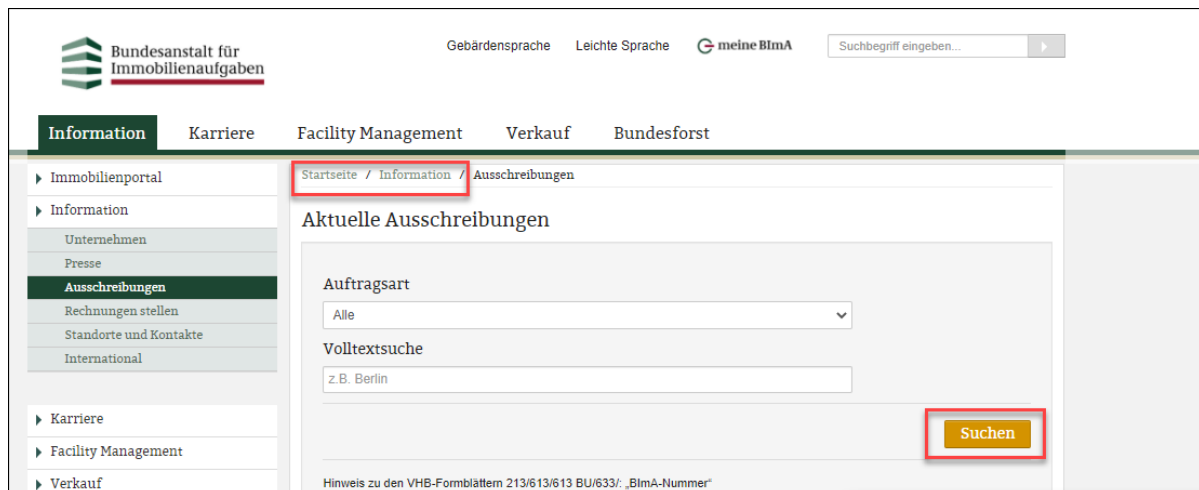 Bundesanstalt für
Immobilienaufgaben
Gebärdensprache Leichte Sprache meine BImA Suchbegriff eingeben...
Information Karriere Facility Management Verkauf Bundesforst
Immobilienportal
Information
Unternehmen
Presse
Ausschreibungen
Rechnungen stellen
Standorte und Kontakte
International
Karriere
Facility Management
Verkauf
Startseite / Information / Ausschreibungen
Aktuelle Ausschreibungen
Auftragsart
Alle
Volltextsuche
z.B. Berlin
Suchen
Hinweis zu den VHB-Formblättern 213/613/613 BU/633/: „BImA-Nummer"